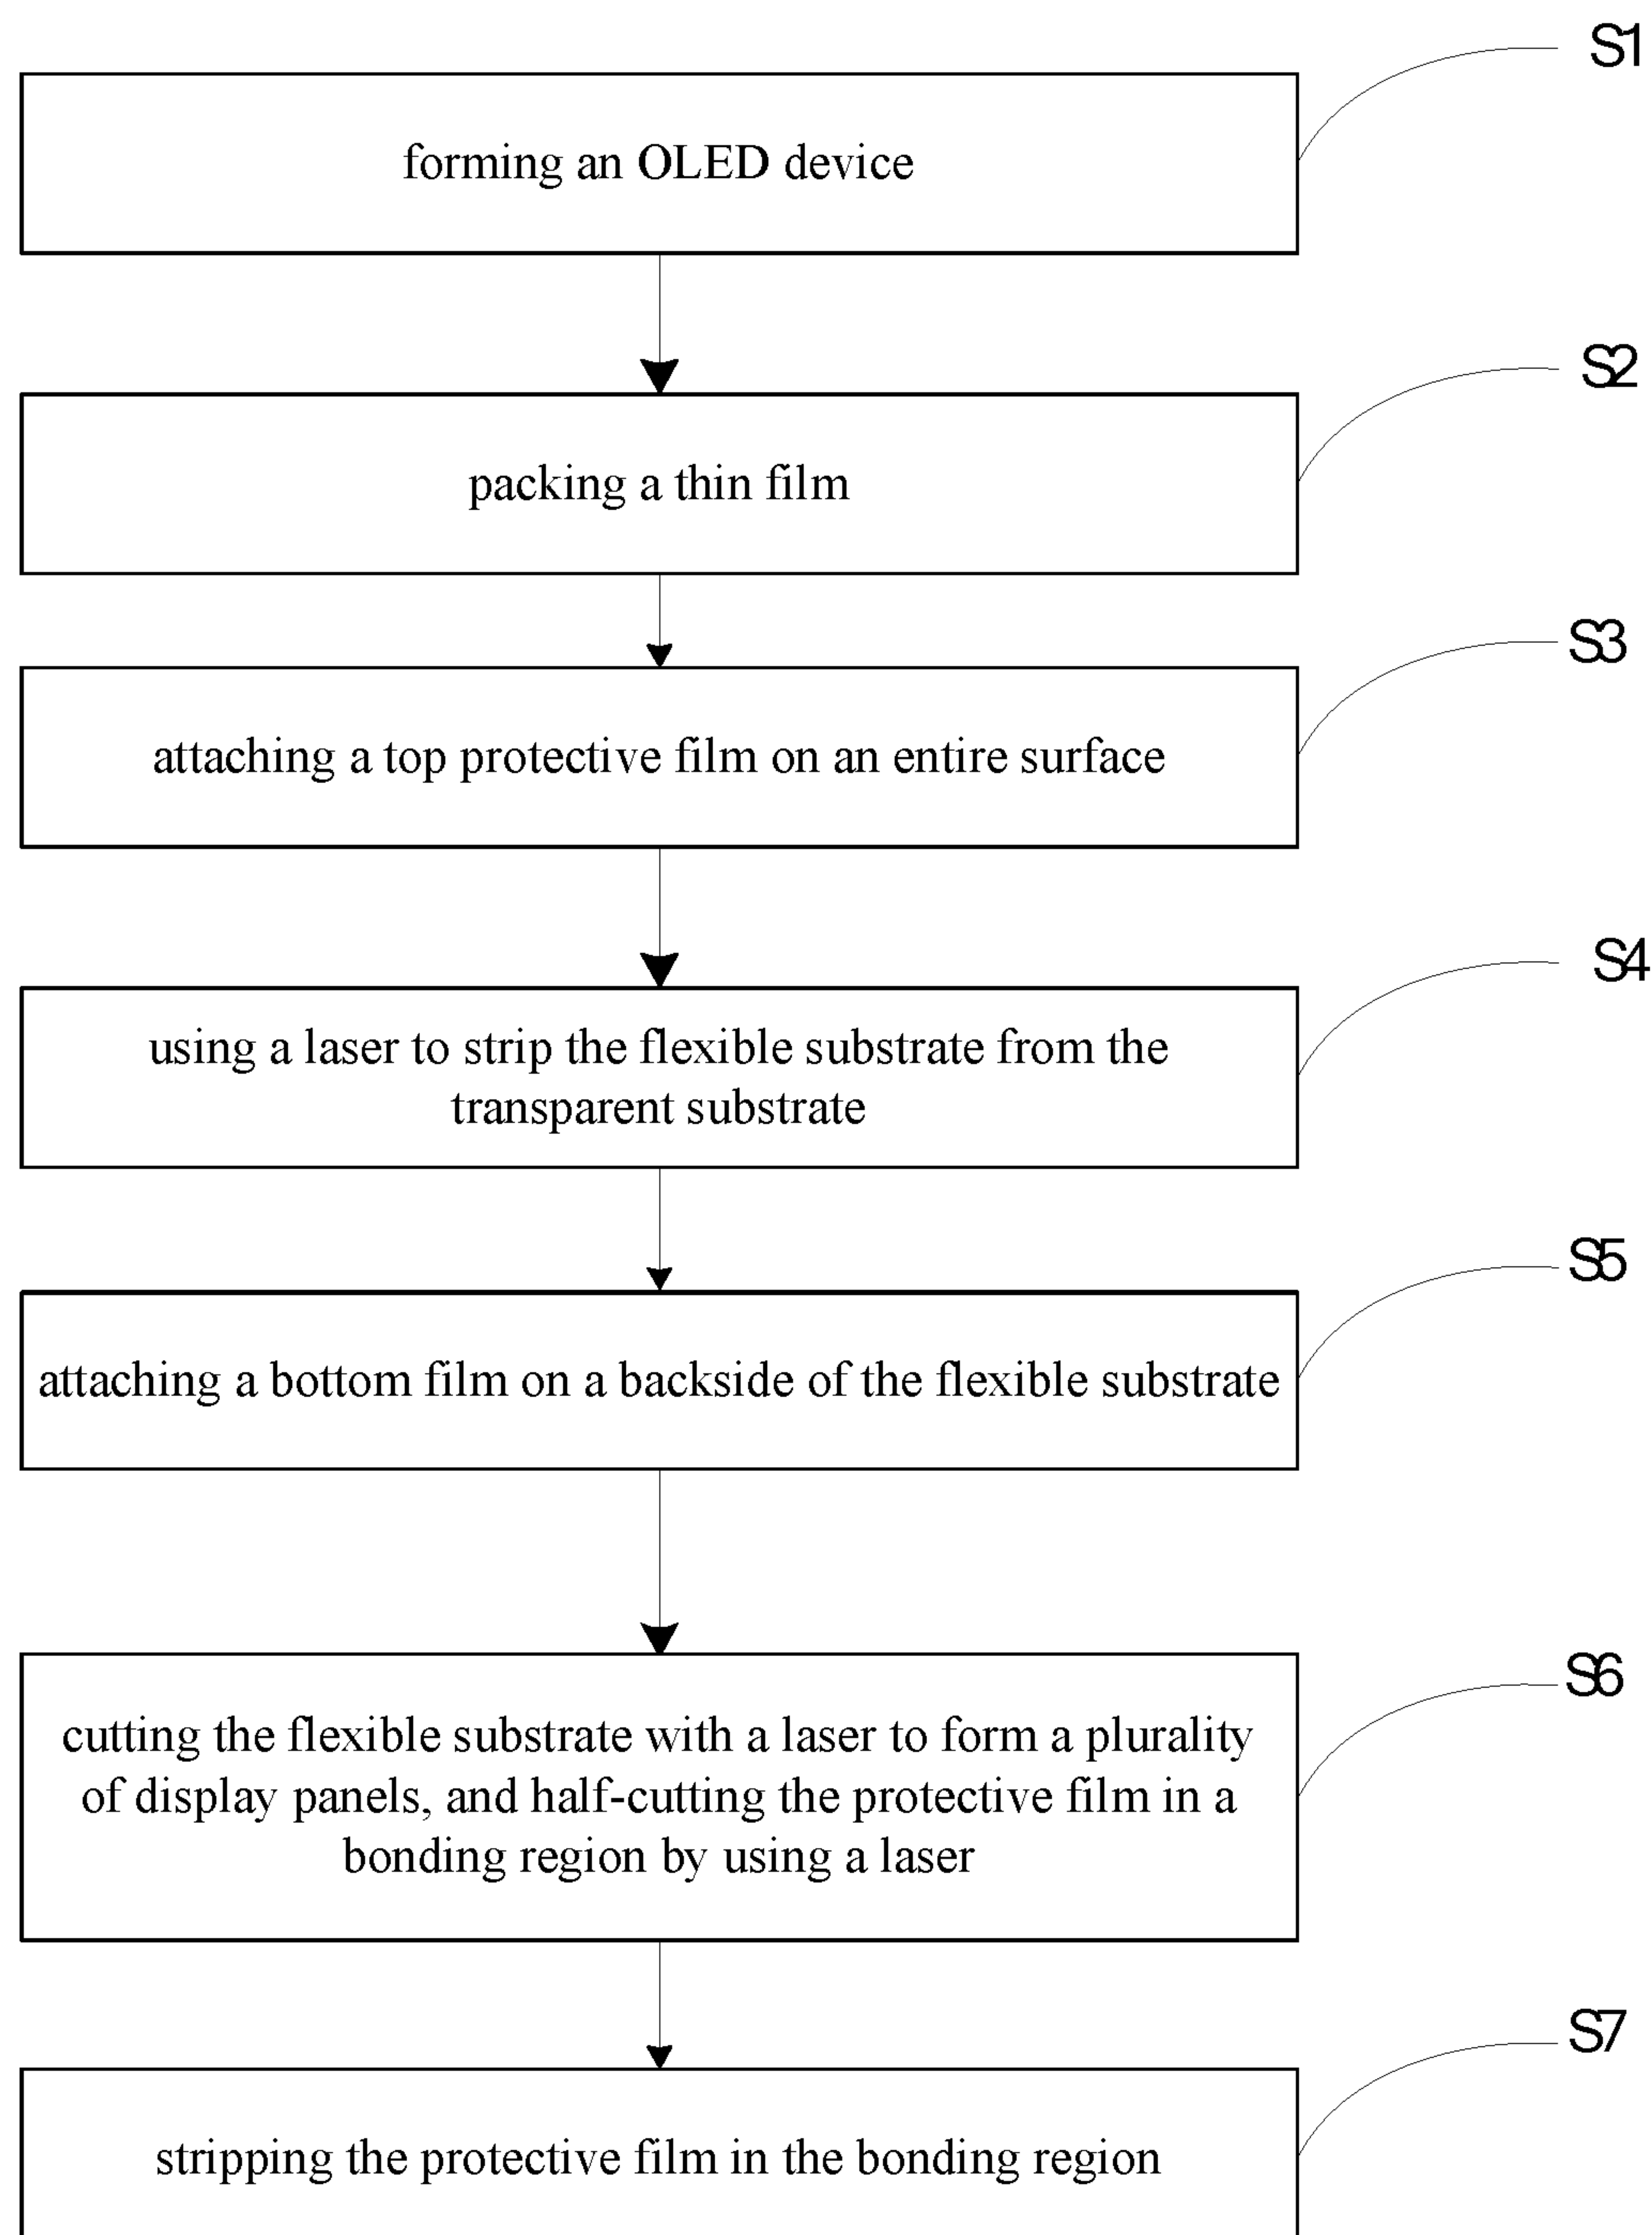 S1
forming an OLED device
S2
packing a thin film
S3
attaching a top protective film on an entire surface
S4
using a laser to strip the flexible substrate from the
transparent substrate
S5
attaching a bottom film on a backside of the flexible substrate
S6
cutting the flexible substrate with a laser to form a plurality
of display panels, and half-cutting the protective film in a
bonding region by using a laser
S7
stripping the protective film in the bonding region